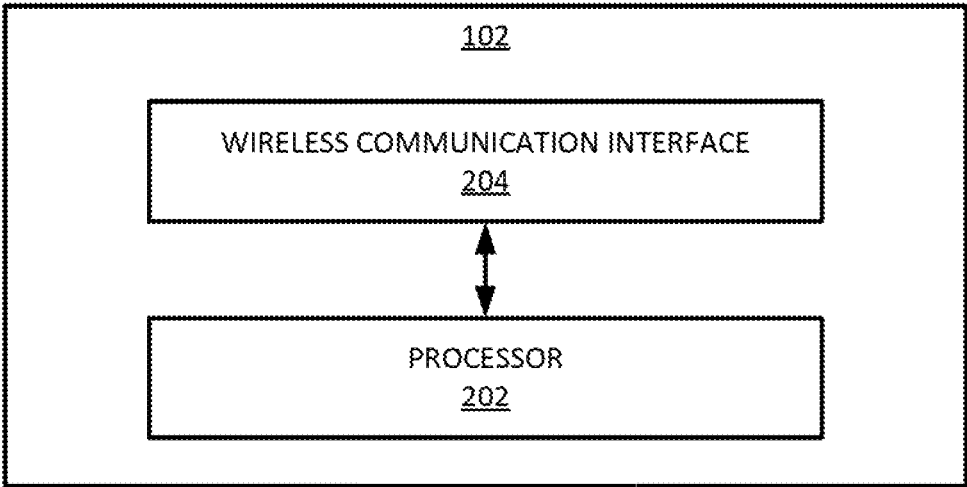 102
WIRELESS COMMUNICATION INTERFACE
204
PROCESSOR
202